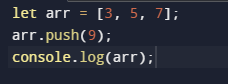 let arr = [3, 5, 7];
arr.push(9);
console.log(arr);